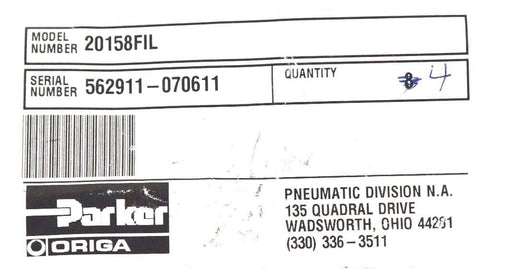 MODEL NUMBER 20158FIL
SERIAL NUMBER 562911-070611
QUANTITY 4
Parker
ORIGA
PNEUMATIC DIVISION N.A.
135 QUADRAL DRIVE
WADSWORTH, OHIO 44281
(330) 336-3511